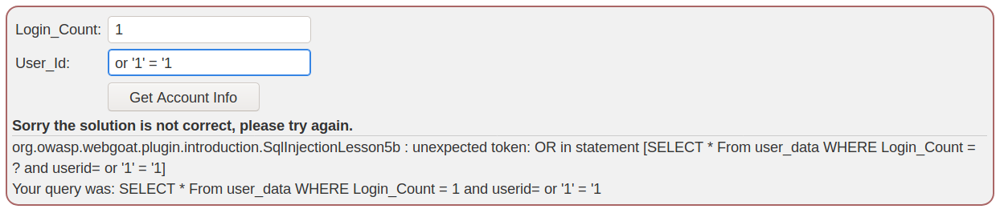 Login_Count: 1
User_Id: or '1' = '1
Get Account Info
Sorry the solution is not correct, please try again.
org.owasp.webgoat.plugin.introduction.SqlInjectionLesson5b : unexpected token: OR in statement [SELECT * From user_data WHERE Login_Count =
? and userid= or '1' = '1]
Your query was: SELECT * From user_data WHERE Login_Count = 1 and userid= or '1' = '1